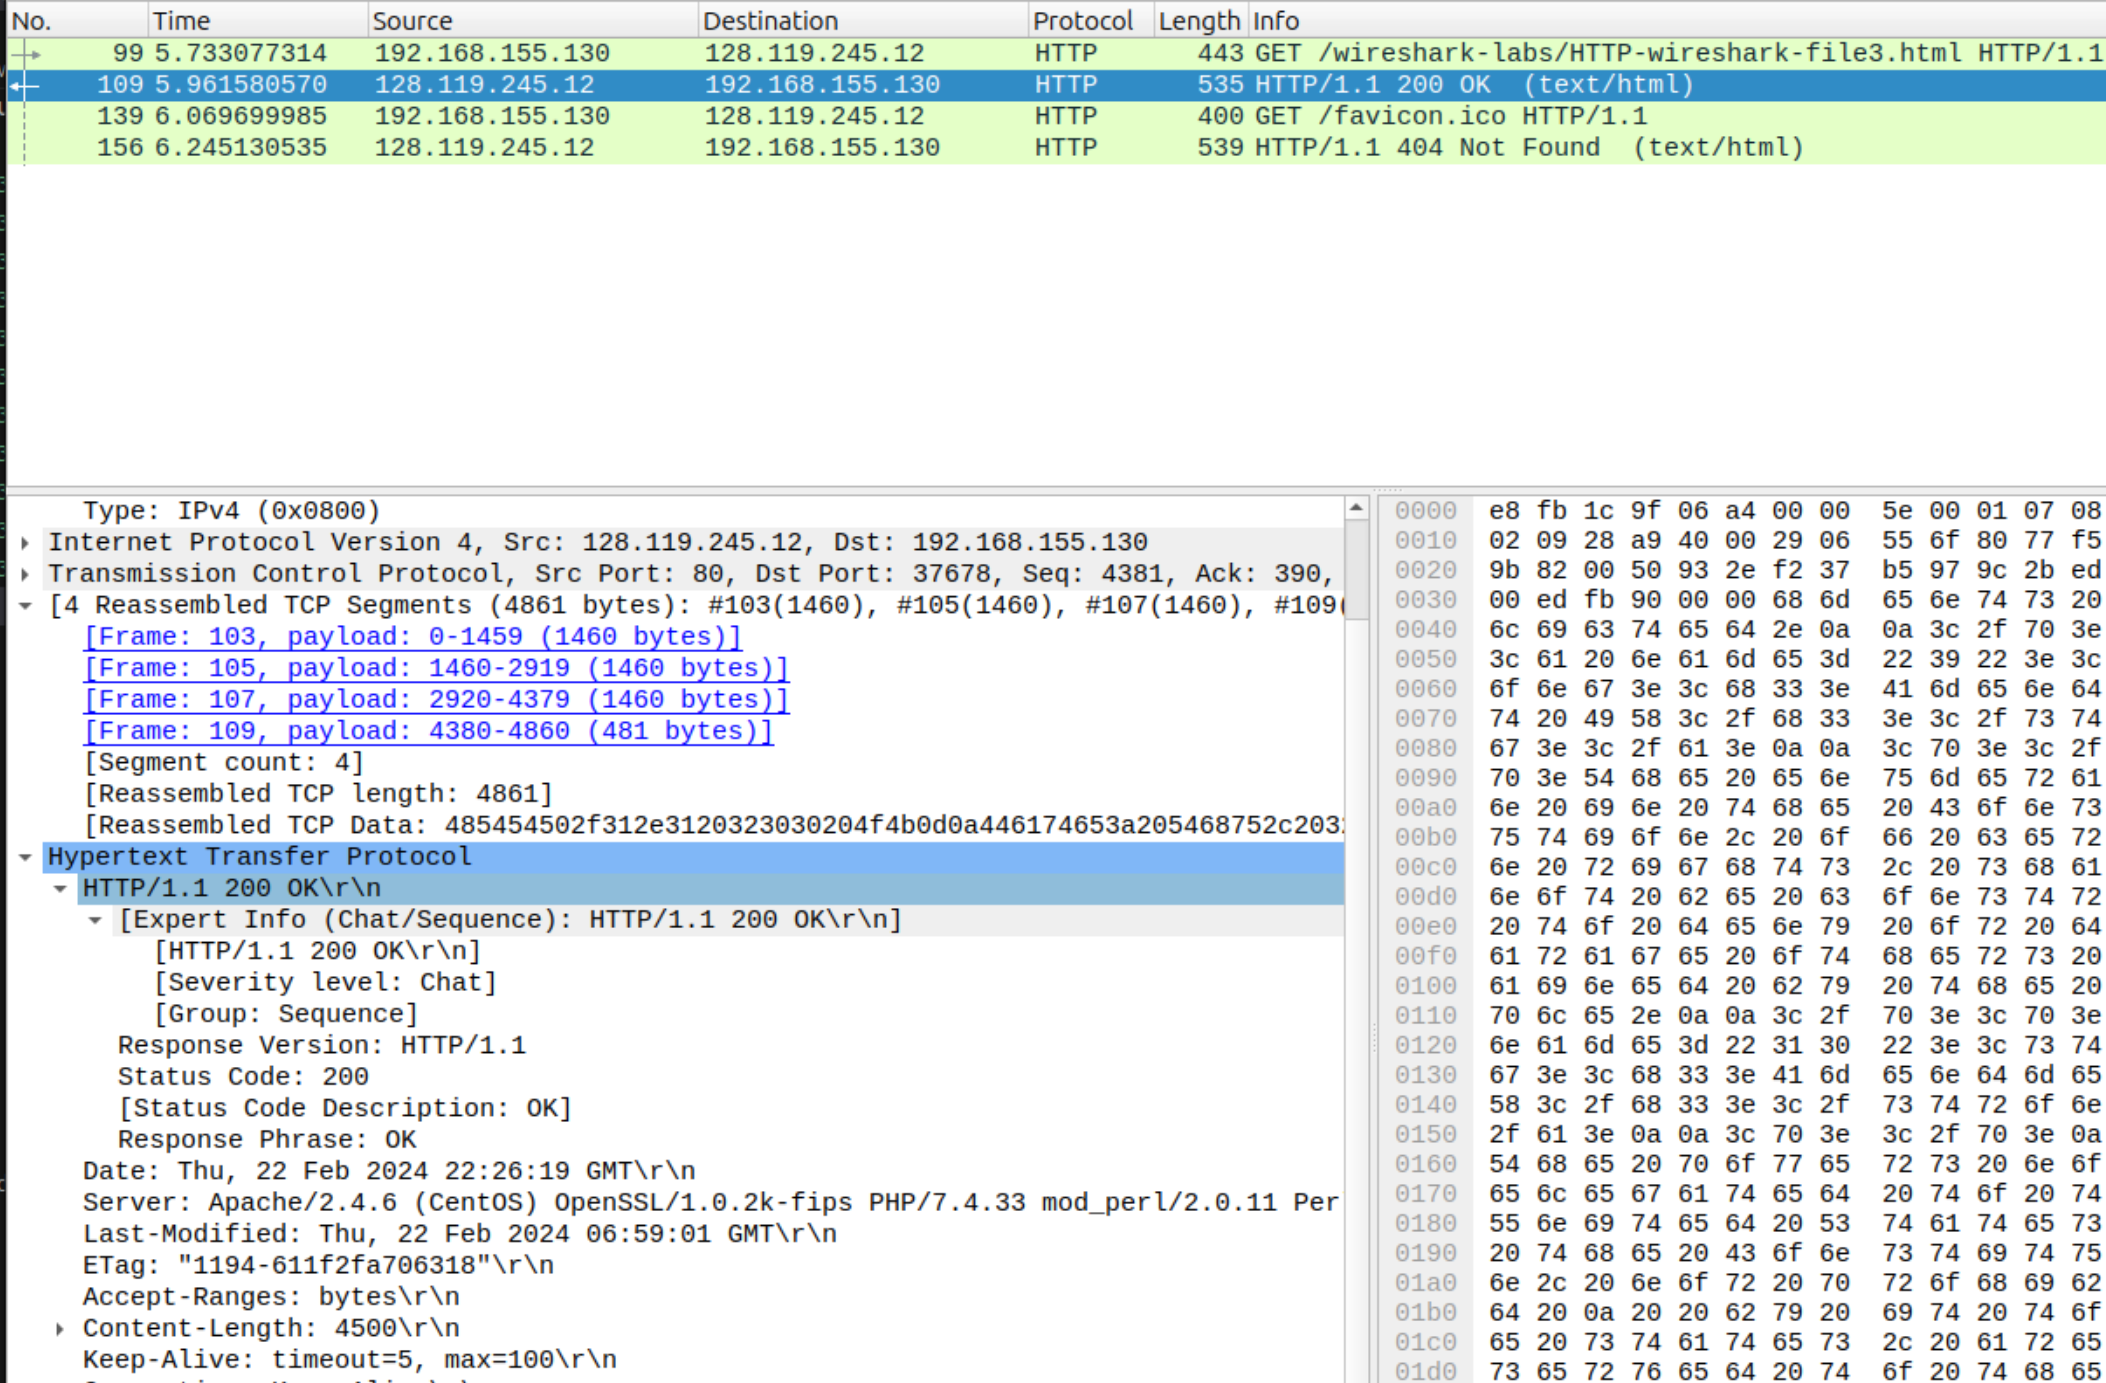 No. Time Source Destination Protocol Length Info
99 5.733077314 192.168.155.130 128.119.245.12 HTTP 443 GET /wireshark-labs/HTTP-wireshark-file3.html HTTP/1.1
109 5.961580570 128.119.245.12 192.168.155.130 HTTP 535 HTTP/1.1 200 OK (text/html)
139 6.069699985 192.168.155.130 128.119.245.12 HTTP 400 GET /favicon.ico HTTP/1.1
156 6.245130535 128.119.245.12 192.168.155.130 HTTP 539 HTTP/1.1 404 Not Found (text/html)
Type: IPv4 (0x0800)
Internet Protocol Version 4, Src: 128.119.245.12, Dst: 192.168.155.130
Transmission Control Protocol, Src Port: 80, Dst Port: 37678, Seq: 4381, Ack: 390,
[4 Reassembled TCP Segments (4861 bytes): #103(1460), #105(1460), #107(1460), #109(
[Frame: 103, payload: 0-1459 (1460 bytes)]
[Frame: 105, payload: 1460-2919 (1460 bytes)]
[Frame: 107, payload: 2920-4379 (1460 bytes)]
[Frame: 109, payload: 4380-4860 (481 bytes)]
[Segment count: 4]
[Reassembled TCP length: 4861]
[Reassembled TCP Data: 485454502f312e3120323030204f4b0d0a446174653a205468752c203
Hypertext Transfer Protocol
HTTP/1.1 200 OK\r\n
[Expert Info (Chat/Sequence): HTTP/1.1 200 OK\r\n]
[HTTP/1.1 200 OK\r\n]
[Severity level: Chat]
[Group: Sequence]
Response Version: HTTP/1.1
Status Code: 200
[Status Code Description: OK]
Response Phrase: OK
Date: Thu, 22 Feb 2024 22:26:19 GMT\r\n
Server: Apache/2.4.6 (CentOS) OpenSSL/1.0.2k-fips PHP/7.4.33 mod_perl/2.0.11 Per
Last-Modified: Thu, 22 Feb 2024 06:59:01 GMT\r\n
ETag: "1194-611f2fa706318"\r\n
Accept-Ranges: bytes\r\n
Content-Length: 4500\r\n
Keep-Alive: timeout=5, max=100\r\n
0000 e8 fb 1c 9f 06 a4 00 00 5e 00 01 07 08
0010 02 09 28 a9 40 00 29 06 55 6f 80 77 f5
0020 9b 82 00 50 93 2e f2 37 b5 97 9c 2b ed
0030 00 ed fb 90 00 00 68 6d 65 6e 74 73 20
0040 6c 69 63 74 65 64 2e 0a 0a 3c 2f 70 3e
0050 3c 61 20 6e 61 6d 65 3d 22 39 22 3e 3c
0060 6f 6e 67 3e 3c 68 33 3e 41 6d 65 6e 64
0070 74 20 49 58 3c 2f 68 33 3e 3c 2f 73 74
0080 67 3e 3c 2f 61 3e 0a 0a 3c 70 3e 3c 2f
0090 70 3e 54 68 65 20 65 6e 75 6d 65 72 61
00a0 6e 20 69 6e 20 74 68 65 20 43 6f 6e 73
00b0 75 74 69 6f 6e 2c 20 6f 66 20 63 65 72
00c0 6e 20 72 69 67 68 74 73 2c 20 73 68 61
00d0 6e 6f 74 20 62 65 20 63 6f 6e 73 74 72
00e0 20 74 6f 20 64 65 6e 79 20 6f 72 20 64
00f0 61 72 61 67 65 20 6f 74 68 65 72 73 20
0100 61 69 6e 65 64 20 62 79 20 74 68 65 20
0110 70 6c 65 2e 0a 0a 3c 2f 70 3e 3c 70 3e
0120 6e 61 6d 65 3d 22 31 30 22 3e 3c 73 74
0130 67 3e 3c 68 33 3e 41 6d 65 6e 64 6d 65
0140 58 3c 2f 68 33 3e 3c 2f 73 74 72 6f 6e
0150 2f 61 3e 0a 0a 3c 70 3e 3c 2f 70 3e 0a
0160 54 68 65 20 70 6f 77 65 72 73 20 6e 6f
0170 65 6c 65 67 61 74 65 64 20 74 6f 20 74
0180 55 6e 69 74 65 64 20 53 74 61 74 65 73
0190 20 74 68 65 20 43 6f 6e 73 74 69 74 75
01a0 6e 2c 20 6e 6f 72 20 70 72 6f 68 69 62
01b0 64 20 0a 20 20 62 79 20 69 74 20 74 6f
01c0 65 20 73 74 61 74 65 73 2c 20 61 72 65
01d0 73 65 72 76 65 64 20 74 6f 20 74 68 65